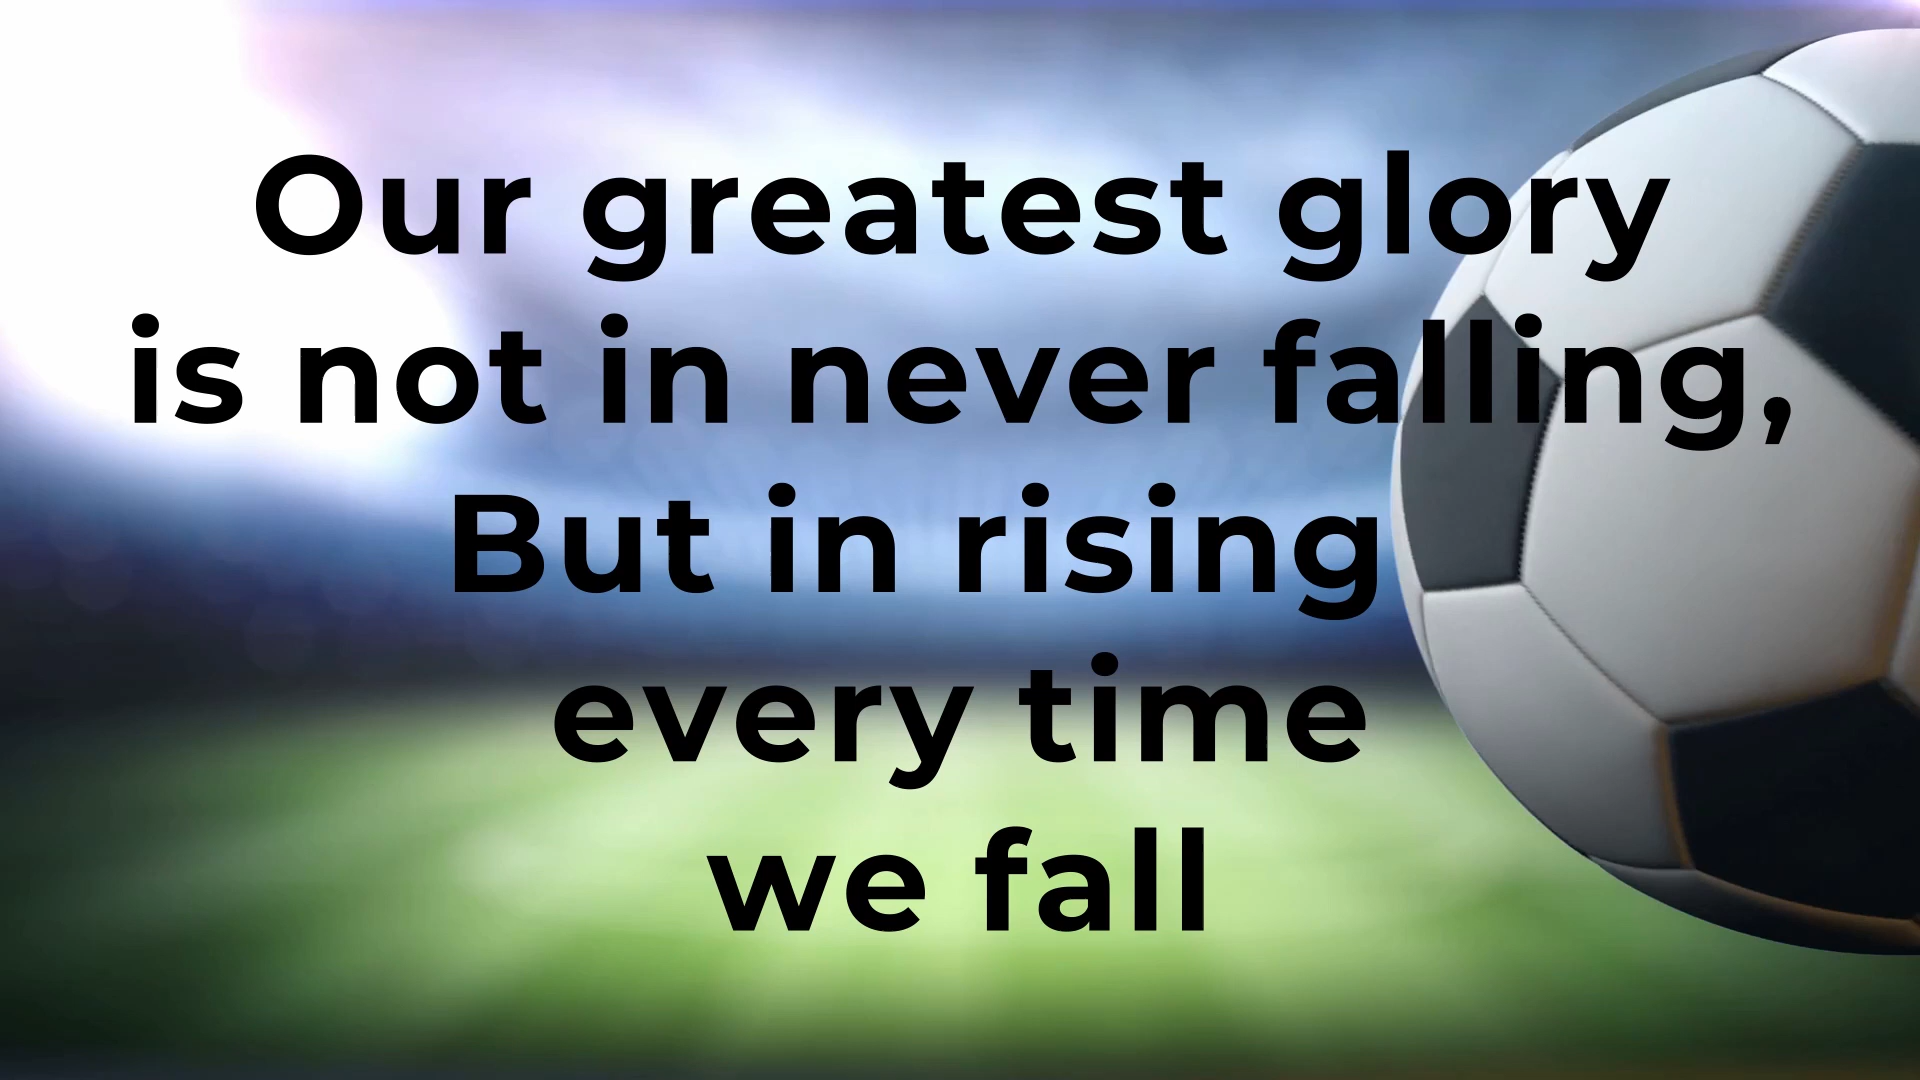 Our greatest glory
is not in never falling,
But in rising
every time
we fall